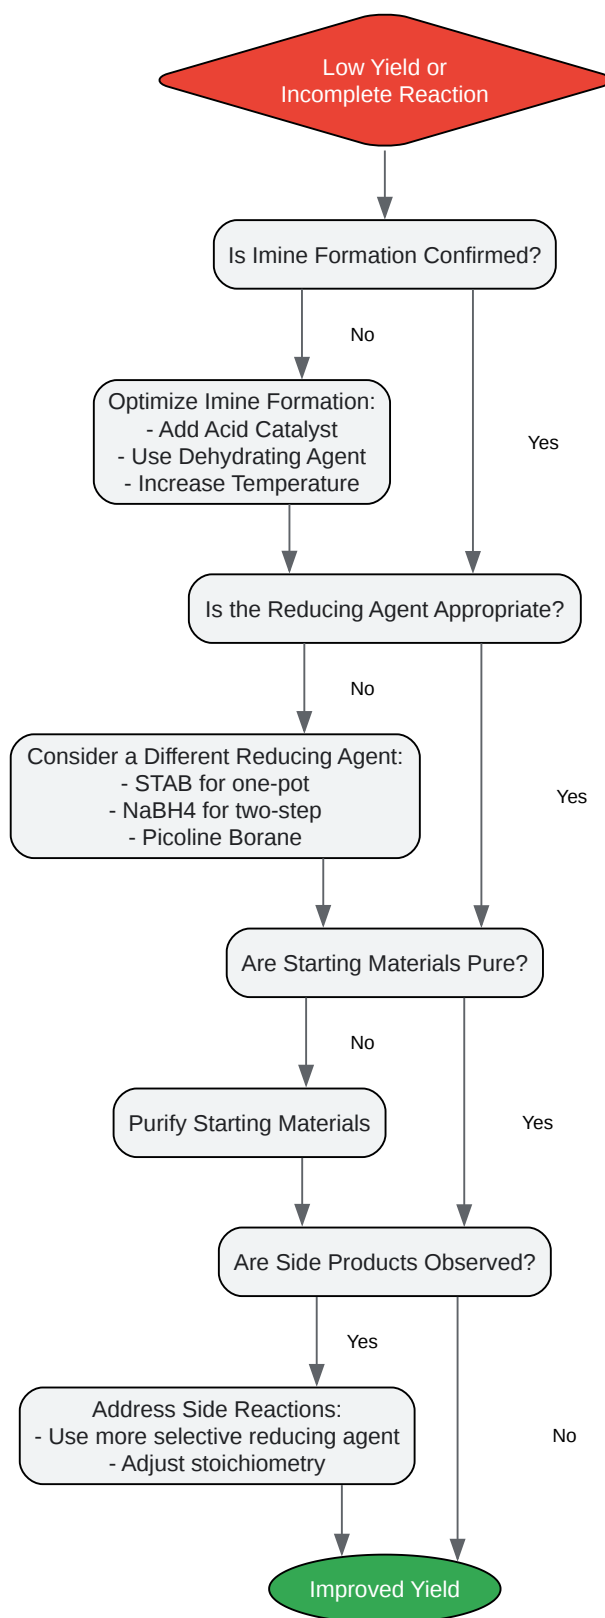 Low Yield or
Incomplete Reaction
Is Imine Formation Confirmed?
No
Optimize Imine Formation:
- Add Acid Catalyst
- Use Dehydrating Agent
- Increase Temperature
Yes
Is the Reducing Agent Appropriate?
No
Consider a Different Reducing Agent:
- STAB for one-pot
- NaBH4 for two-step
- Picoline Borane
Yes
Are Starting Materials Pure?
No
Purify Starting Materials
Yes
Are Side Products Observed?
Yes
Address Side Reactions:
- Use more selective reducing agent
- Adjust stoichiometry
No
Improved Yield